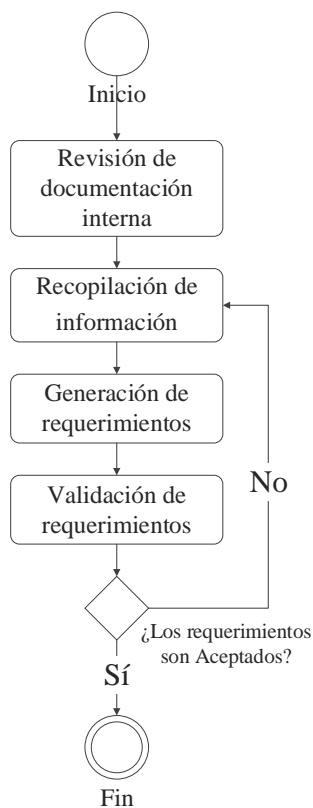 Inicio
Revisión de
documentación
interna
Recopilación de
información
Generación de
requerimientos
Validación de
requerimientos
No
¿Los requerimientos
son Aceptados?
Sí
Fin